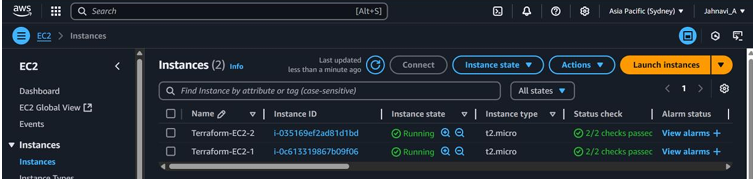 aws
Search [Alt+S] Asia Pacific (Sydney) Jahnavi_A
EC2 > Instances
EC2
Dashboard
EC2 Global View
Events
Instances
Instances
Instance Types
Instances (2) Info
Last updated
less than a minute ago
Connect
Instance state
Actions
Launch instances
Find Instance by attribute or tag (case-sensitive)
All states
1
Name Instance ID Instance state Instance type Status check Alarm status
Terraform-EC2-2 i-035169ef2ad81d1bd Running t2.micro 2/2 checks passec View alarms +
Terraform-EC2-1 i-0c613319867b09f06 Running t2.micro 2/2 checks passec View alarms +